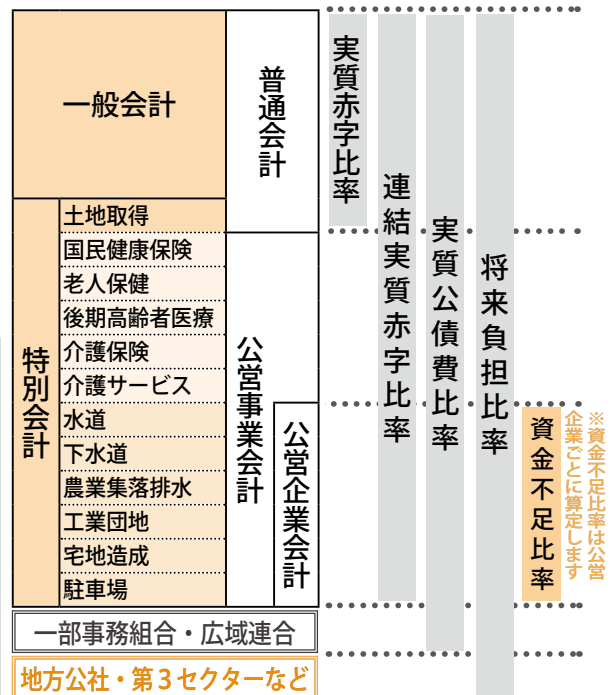 一般会計
普通会計
特別会計
土地取得
国民健康保険
老人保健
後期高齢者医療
介護保険
介護サービス
水道
下水道
農業集落排水
工業団地
宅地造成
駐車場
公営事業会計
公営企業会計
一部事務組合・広域連合
地方公社・第3セクターなど
実質赤字比率
連結実質赤字比率
実質公債費比率
将来負担比率
資金不足比率
※資金不足比率は公営
企業ごとに算定します